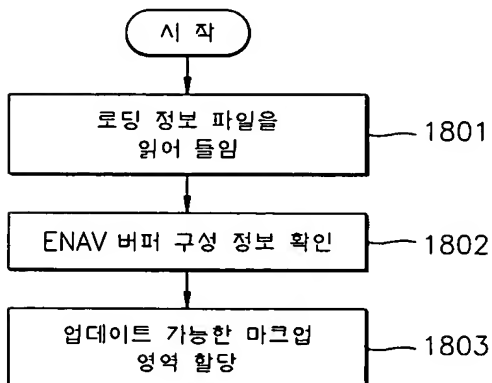 시 작
로딩 정보 파일을
읽어 들임
1801
ENAV 버퍼 구성 정보 확인
1802
업데이트 가능한 마크업
영역 할당
1803